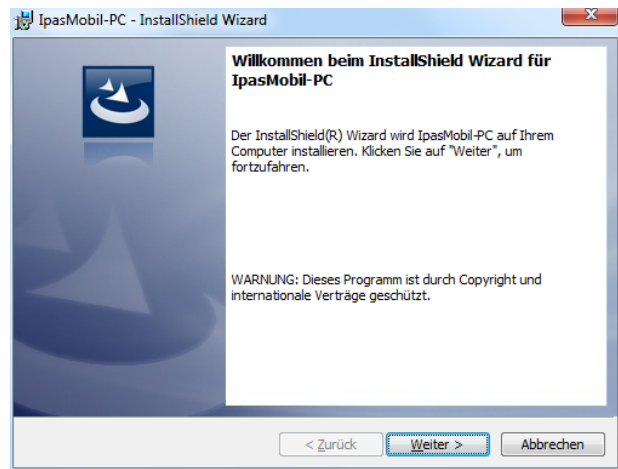 IpasMobil-PC - InstallShield Wizard
Willkommen beim InstallShield Wizard für
IpasMobil-PC
Der InstallShield(R) Wizard wird IpasMobil-PC auf Ihrem
Computer installieren. Klicken Sie auf "Weiter", um
fortzufahren.
WARNUNG: Dieses Programm ist durch Copyright und
internationale Verträge geschützt.
< Zurück Weiter > Abbrechen